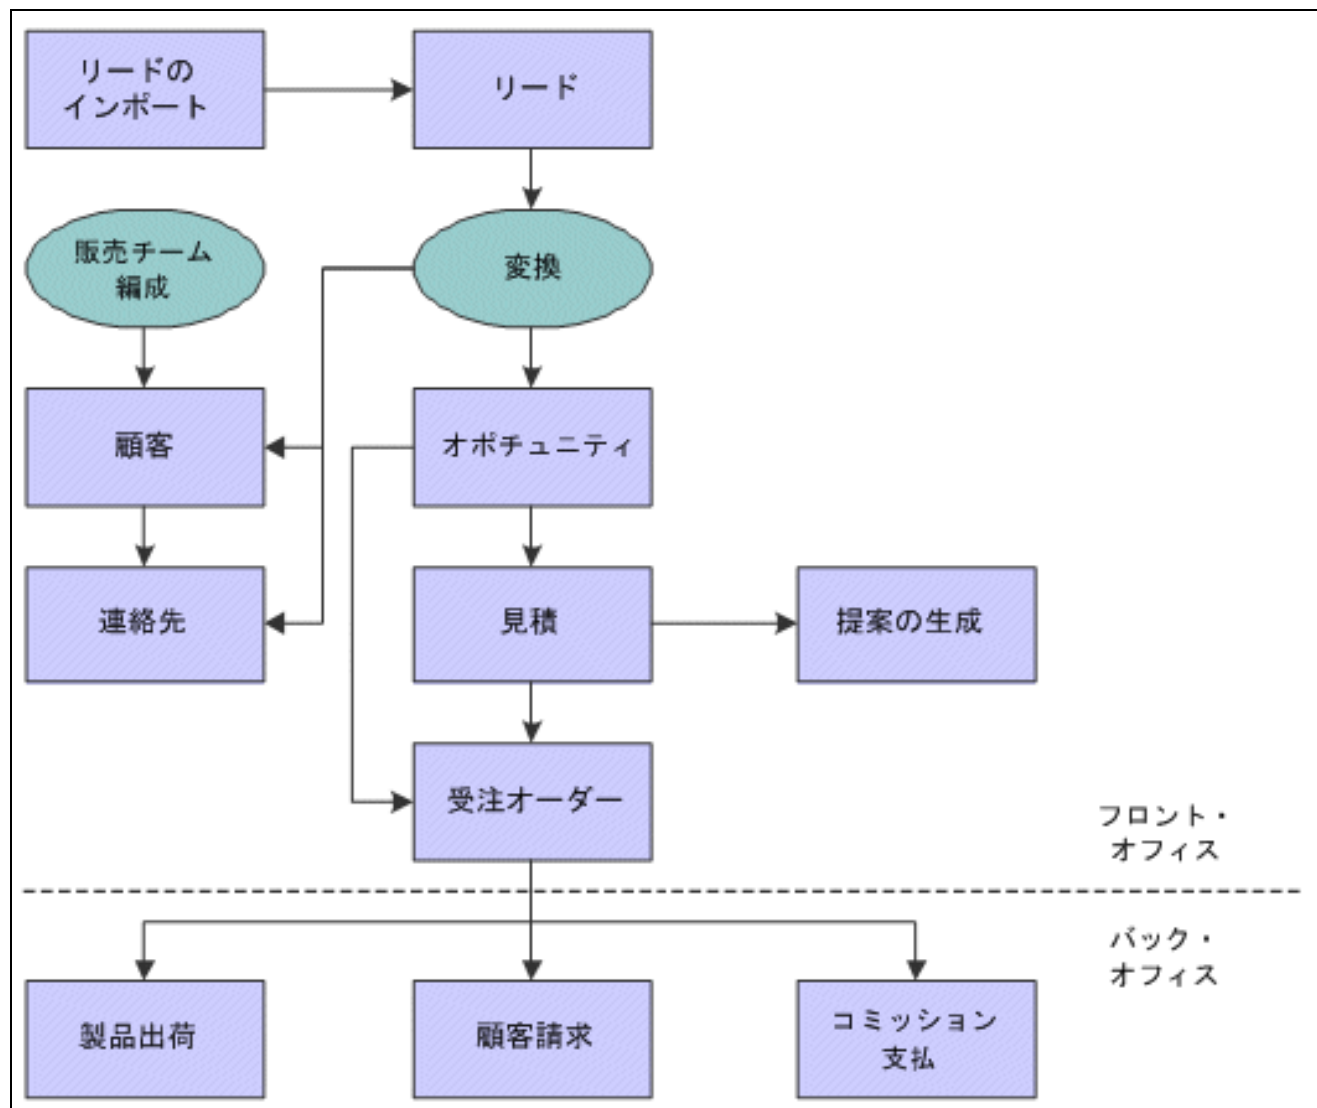 リードの
インポート
リード
販売チーム
編成
変換
顧客
オポチュニティ
連絡先
見積
提案の生成
受注オーダー
フロント・
オフィス
バック・
オフィス
製品出荷
顧客請求
コミッション
支払